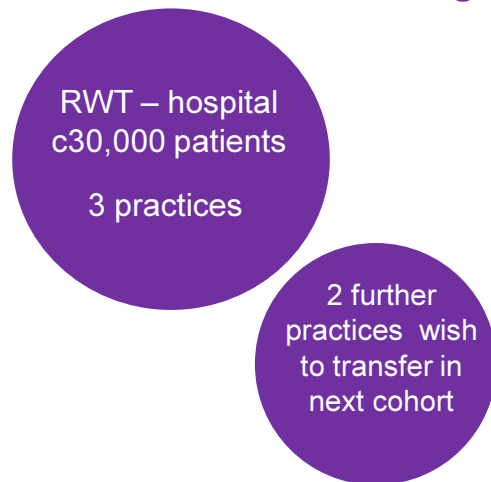 RWT – hospital
c30,000 patients
3 practices
2 further
practices wish
to transfer in
next cohort